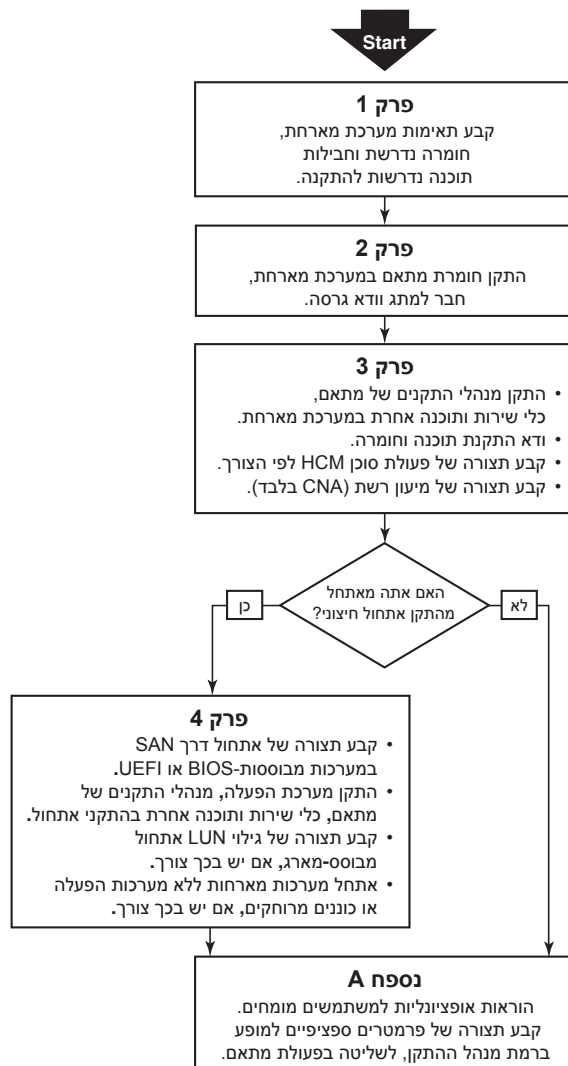 Start
פרק 1
קבע תאימות מערכת מארחת,
חומרה נדרשת וחבילות
תוכנה נדרשות להתקנה.
פרק 2
התקן חומרת מתאם במערכת מארחת,
חבר למתג וודא גרסה.
פרק 3
• התקן מנהלי התקנים של מתאם,
כלי שירות ותוכנה אחרת במערכת מארחת.
• ודא התקנת תוכנה וחומרה.
• קבע תצורה של פעולת סוכן HCM לפי הצורך.
• קבע תצורה של מיעון רשת (CNA בלבד).
האם אתה מאתחל
מהתקן אתחול חיצוני?
לא
כן
פרק 4
• קבע תצורה של אתחול דרך SAN
במערכות מבוססות-BIOS או UEFI.
• התקן מערכת הפעלה, מנהלי התקנים של
מתאם, כלי שירות ותוכנה אחרת בהתקני אתחול.
• קבע תצורה של גילוי LUN אתחול
מבוסס-מארג, אם יש בכך צורך.
• אתחל מערכות מארחות ללא מערכות הפעלה
או כוננים מרוחקים, אם יש בכך צורך.
נספח A
הוראות אופציונליות למשתמשים מומחים.
קבע תצורה של פרמטרים ספציפיים למופע
ברמת מנהל ההתקן, לשליטה בפעולת מתאם.